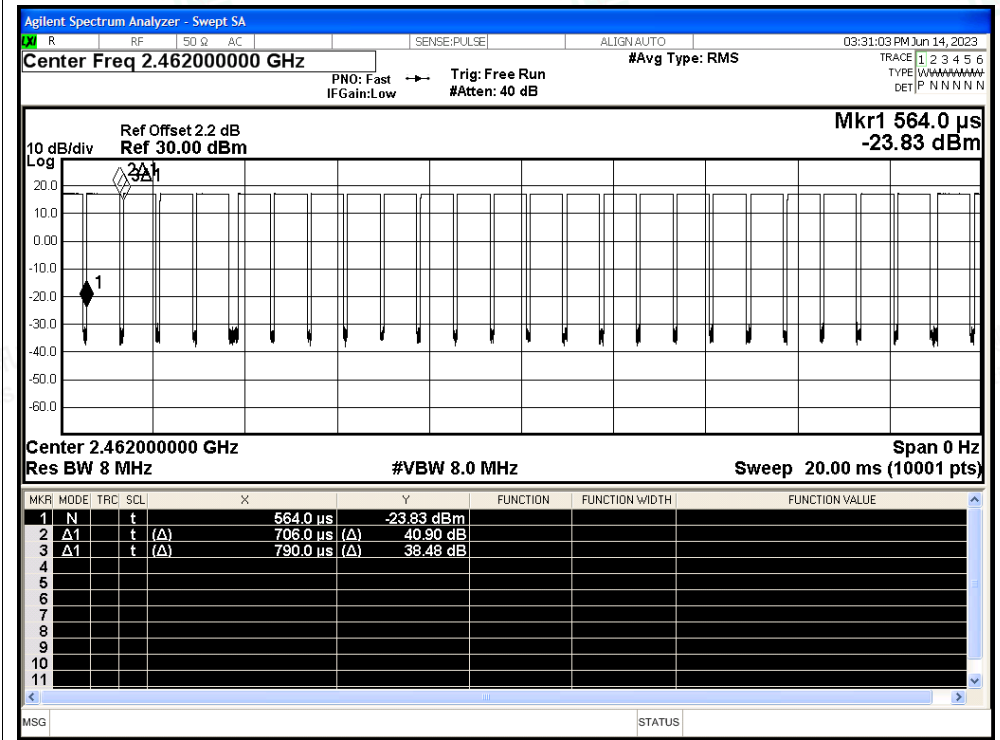 Agilent Spectrum Analyzer - Swept SA
LXI R RF 50 Ω AC SENSE:PULSE ALIGN AUTO 03:31:03 PM Jun 14, 2023
Center Freq 2.462000000 GHz #Avg Type: RMS TRACE 1 2 3 4 5 6
PNO: Fast Trig: Free Run TYPE WWWWWW
IFGain:Low #Atten: 40 dB DET P N N N N N
Mkr1 564.0 µs
Ref Offset 2.2 dB
10 dB/div Ref 30.00 dBm -23.83 dBm
Log
2Δ1
3Δ1
20.0
10.0
0.00
-10.0
1
-20.0
-30.0
-40.0
-50.0
-60.0
Center 2.462000000 GHz Span 0 Hz
Res BW 8 MHz #VBW 8.0 MHz Sweep 20.00 ms (10001 pts)
MKR MODE TRC SCL X Y FUNCTION FUNCTION WIDTH FUNCTION VALUE
1 N t 564.0 µs -23.83 dBm
2 Δ1 t (Δ) 706.0 µs (Δ) 40.90 dB
3 Δ1 t (Δ) 790.0 µs (Δ) 38.48 dB
4
5
6
7
8
9
10
11
MSG STATUS